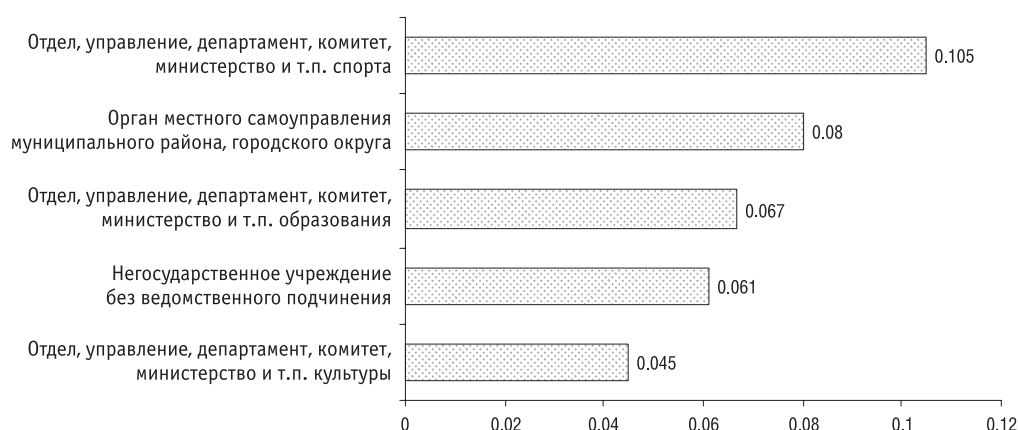 Отдел, управление, департамент, комитет,
министерство и т.п. спорта
0.105
Орган местного самоуправления
муниципального района, городского округа
0.08
Отдел, управление, департамент, комитет,
министерство и т.п. образования
0.067
Негосударственное учреждение
без ведомственного подчинения
0.061
Отдел, управление, департамент, комитет,
министерство и т.п. культуры
0.045
0 0.02 0.04 0.06 0.08 0.1 0.12